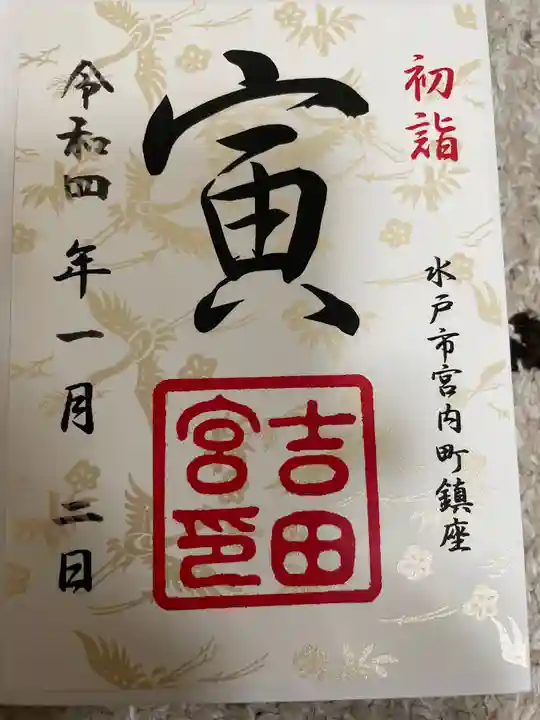 初詣
水戸市宮内町鎮座
寅
吉田
宮印
令和四年一月二日